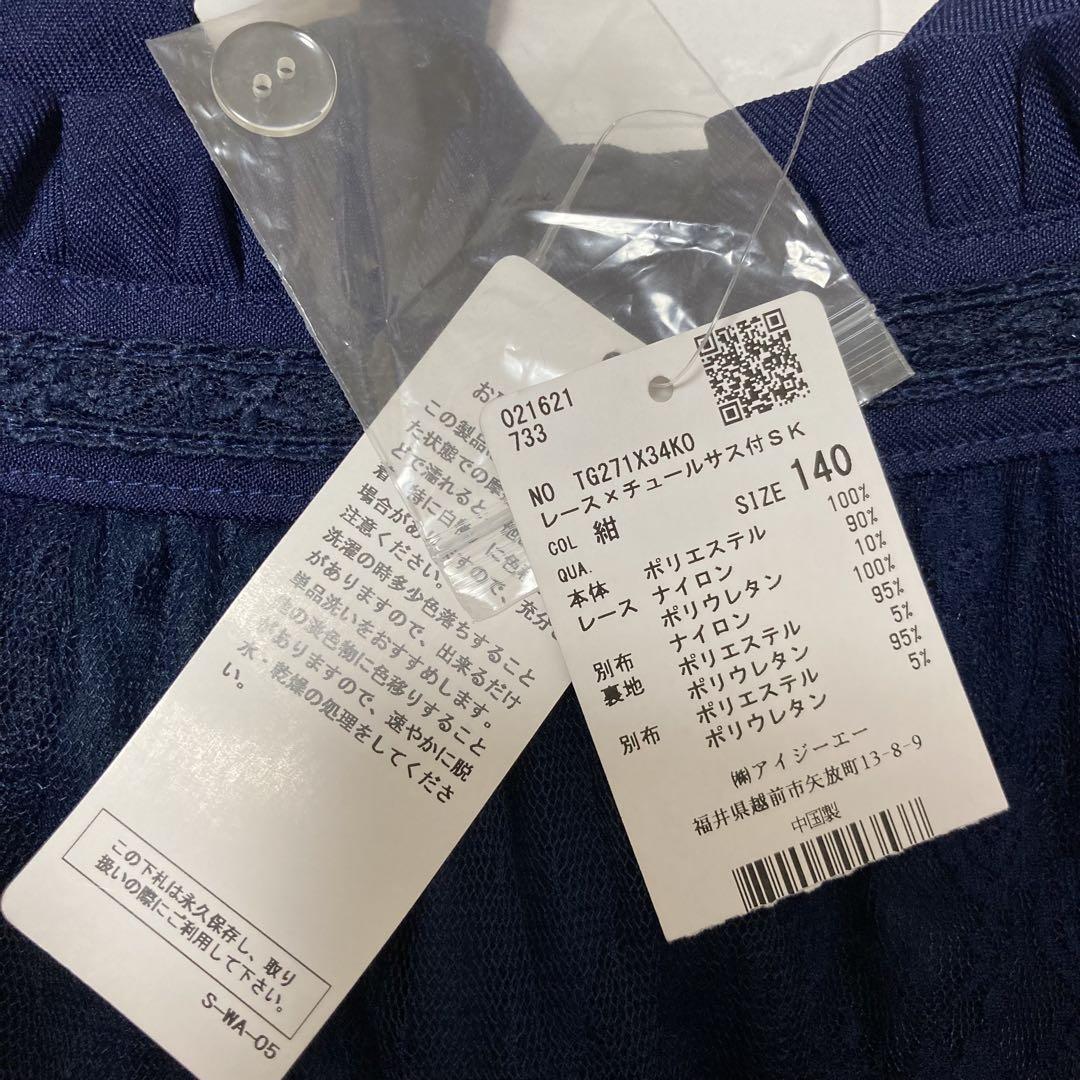 021621
733
NO TG271X34KO
レース×チュールサス付SK
COL 紺 SIZE 140
QUA.
本体 ポリエステル 100%
レース ナイロン 90%
ポリウレタン 10%
別布 ナイロン 100%
裏地 ポリエステル 95%
ポリウレタン 5%
別布 ポリエステル 95%
ポリウレタン 5%
㈱アイジーエー
福井県越前市矢放町13-8-9
中国製
お
この製品
た状態での摩
とで濡れると
着 特に白
場合があ
注意ください。
洗濯の時多少色落ちすること
がありますので、出来るだけ
単品洗いをおすすめします。
他の淡色物に色移りすること
がありますので、速やかに脱
水・乾燥の処理をしてくださ
い。
この下札は永久保存し、取り
扱いの際にご利用して下さい。
S-WA-05